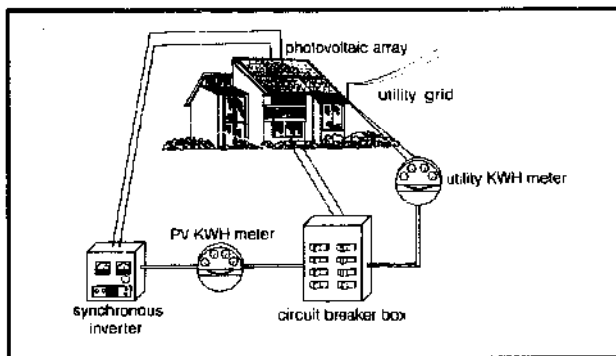 photovoltaic array
utility grid
utility KWH meter
PV KWH meter
synchronous
inverter
circuit breaker box